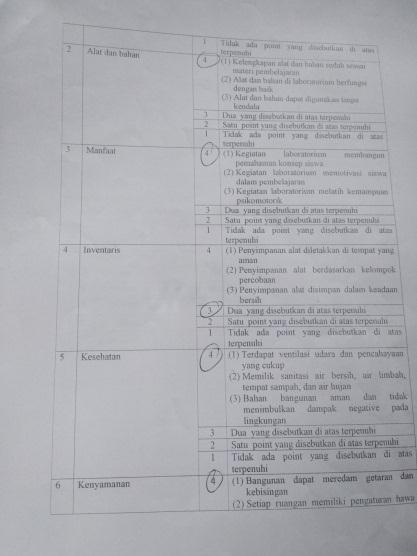 1 Tidak ada point yang disebutkan di atas
terpenuhi
2 Alat dan bahan 4 (1) Kelengkapan alat dan bahan sudah sesuai
materi pembelajaran
(2) Alat dan bahan di laboratorium berfungsi
dengan baik
(3) Alat dan bahan dapat digunakan tanpa
kendala
3 Dua yang disebutkan di atas terpenuhi
2 Satu point yang disebutkan di atas terpenuhi
1 Tidak ada point yang disebutkan di atas
terpenuhi
3 Manfaat 4 (1) Kegiatan laboratorium membangun
pemahaman konsep siswa
(2) Kegiatan laboratorium memotivasi siswa
dalam pembelajaran
(3) Kegiatan laboratorium melatih kemampuan
psikomotorik
3 Dua yang disebutkan di atas terpenuhi
2 Satu point yang disebutkan di atas terpenuhi
1 Tidak ada point yang disebutkan di atas
terpenuhi
4 Inventaris 4 (1) Penyimpanan alat diletakkan di tempat yang
aman
(2) Penyimpanan alat berdasarkan kelompok
percobaan
(3) Penyimpanan alat disimpan dalam keadaan
bersih
3 Dua yang disebutkan di atas terpenuhi
2 Satu point yang disebutkan di atas terpenuhi
1 Tidak ada point yang disebutkan di atas
terpenuhi
5 Kesehatan 4 (1) Terdapat ventilasi udara dan pencahayaan
yang cukup
(2) Memilik sanitasi air bersih, air limbah,
tempat sampah, dan air hujan
(3) Bahan bangunan aman dan tidak
menimbulkan dampak negative pada
lingkungan
3 Dua yang disebutkan di atas terpenuhi
2 Satu point yang disebutkan di atas terpenuhi
1 Tidak ada point yang disebutkan di atas
terpenuhi
6 Kenyamanan 4 (1) Bangunan dapat meredam getaran dan
kebisingan
(2) Setiap ruangan memiliki pengaturan hawa